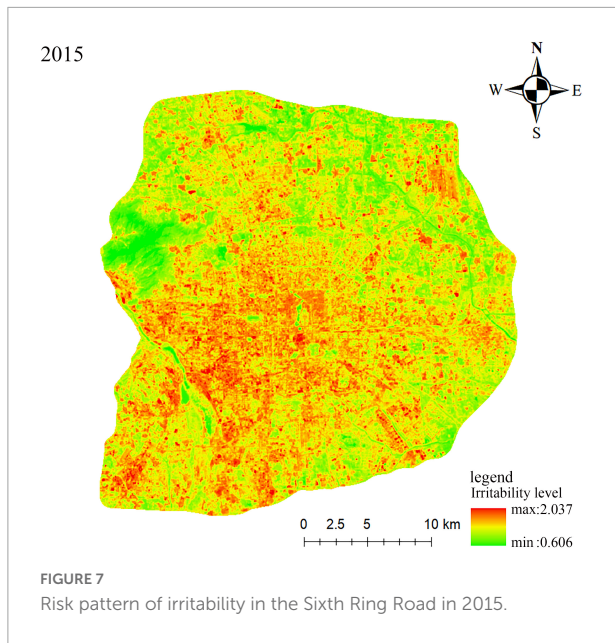 2015
N
W E
S
legend
Irritability level
max:2.037
min:0.606
0 2.5 5 10 km
FIGURE 7
Risk pattern of irritability in the Sixth Ring Road in 2015.